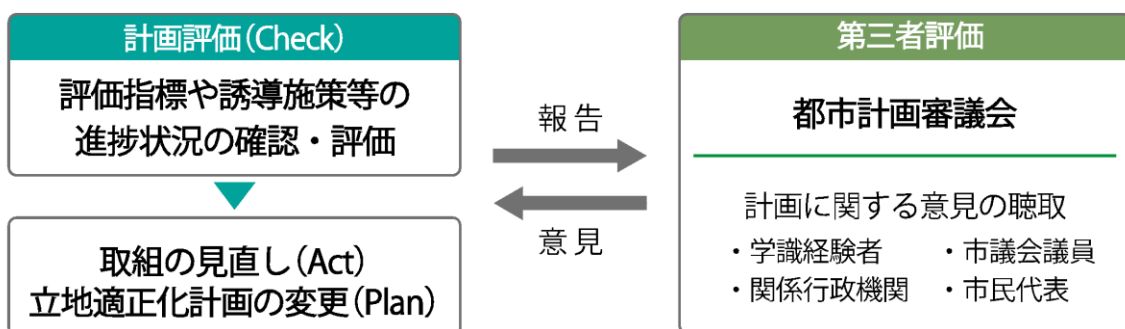 計画評価(Check)
評価指標や誘導施策等の
進捗状況の確認・評価
取組の見直し(Act)
立地適正化計画の変更(Plan)
報告
意見
第三者評価
都市計画審議会
計画に関する意見の聴取
・学識経験者 ・市議会議員
・関係行政機関 ・市民代表